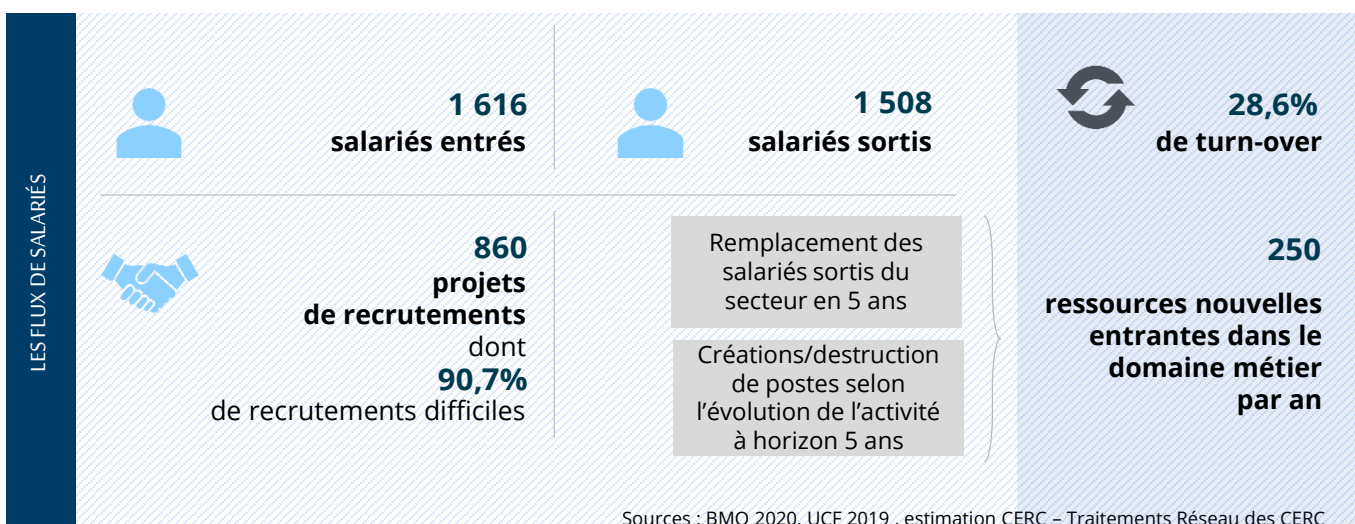 LES FLUX DE SALARIÉS
1 616
salariés entrés
1 508
salariés sortis
28,6%
de turn-over
860
projets
de recrutements
dont
90,7%
de recrutements difficiles
Remplacement des
salariés sortis du
secteur en 5 ans
Créations/destruction
de postes selon
l'évolution de l'activité
à horizon 5 ans
250
ressources nouvelles
entrantes dans le
domaine métier
par an
Sources : BMO 2020, UCF 2019 , estimation CERC – Traitements Réseau des CERC